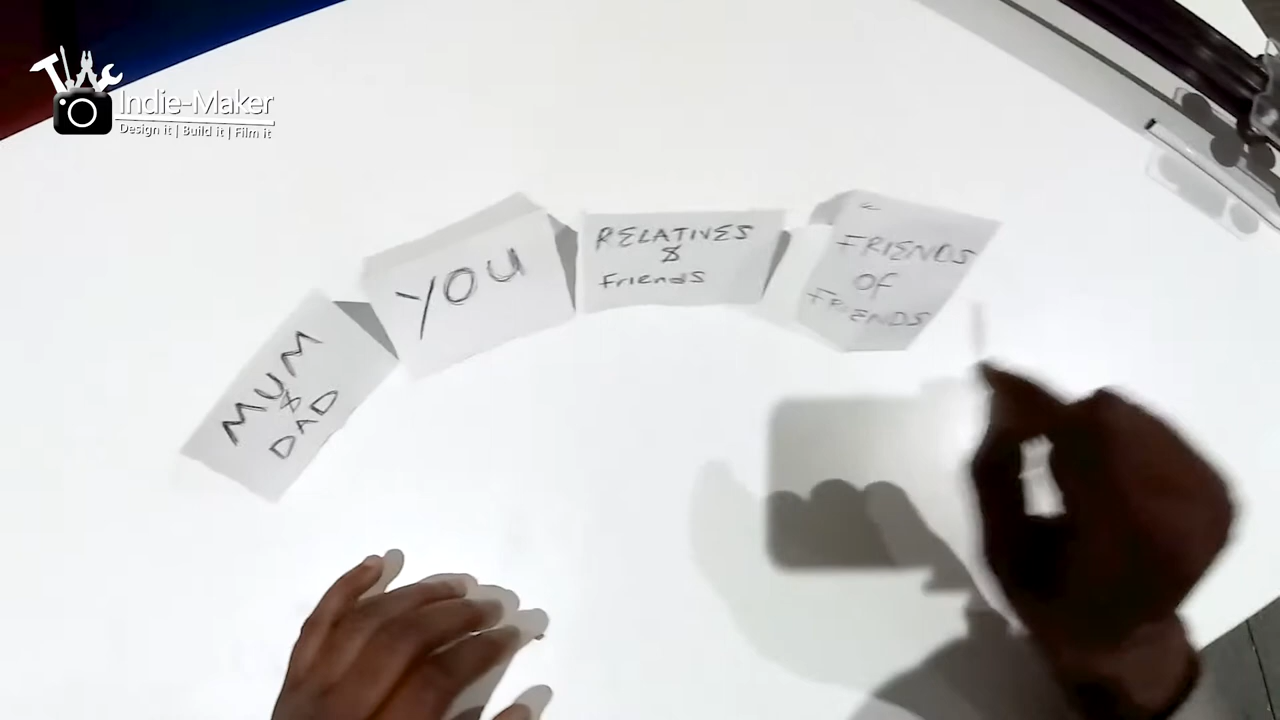 Indie-Maker
Design it | Build it | Film it
MUM
&
DAD
YOU
RELATIVES
&
friends
FRIENDS
OF
FRIENDS